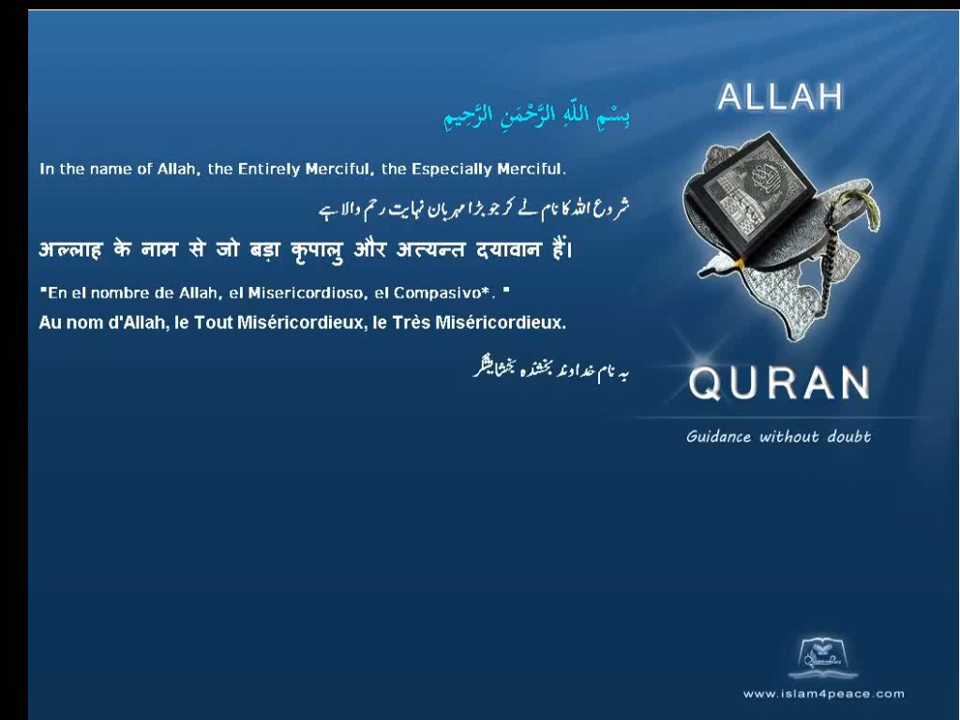 بِسْمِ اللّهِ الرَّحْمَنِ الرَّحِيمِ
In the name of Allah, the Entirely Merciful, the Especially Merciful.
شروع الله کا نام لے کر جو بڑا مہربان نہایت رحم والا ہے
अल्लाह के नाम से जो बड़ा कृपालु और अत्यन्त दयावान हैं।
"En el nombre de Allah, el Misericordioso, el Compasivo*. "
Au nom d'Allah, le Tout Miséricordieux, le Très Miséricordieux.
به نام خداوند بخشنده بخشایشگر
ALLAH
QURAN
Guidance without doubt
www.islam4peace.com